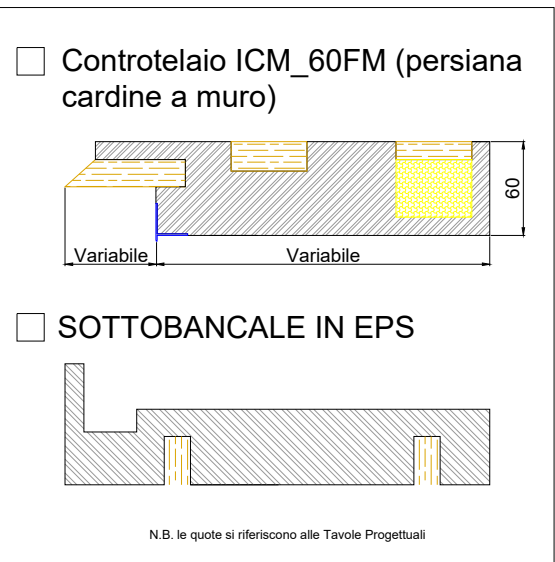 Controtelaio ICM_60FM (persiana
cardine a muro)
60
Variabile
Variabile
SOTTOBANCALE IN EPS
N.B. le quote si riferiscono alle Tavole Progettuali